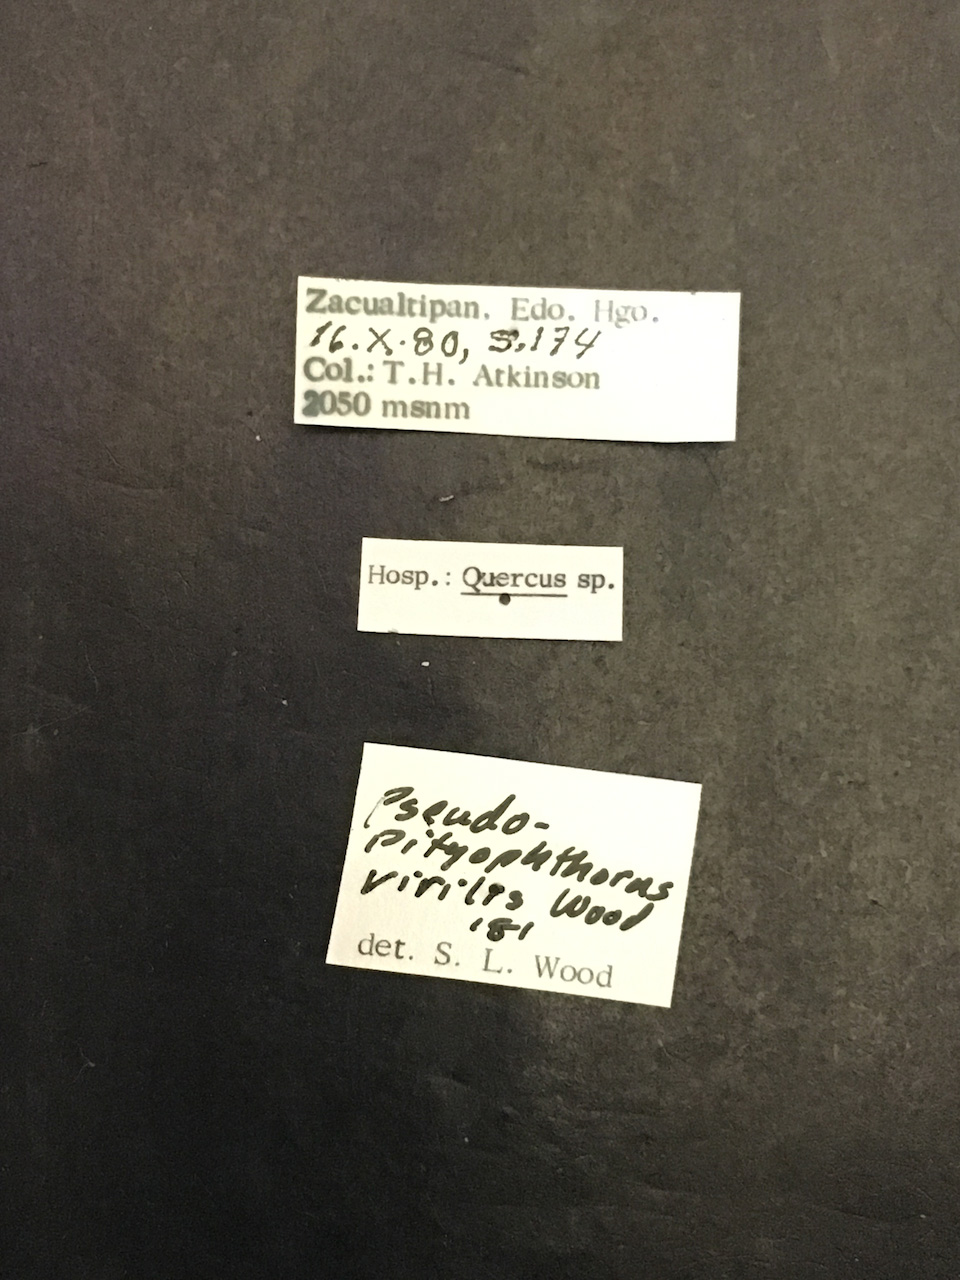 Zacualtipan, Edo. Hgo.
16.X.80, S.174
Col.: T.H. Atkinson
2050 msnm
Hosp.: Quercus sp.
Pseudo-
pityophthorus
virilis Wood
'81
det. S. L. Wood